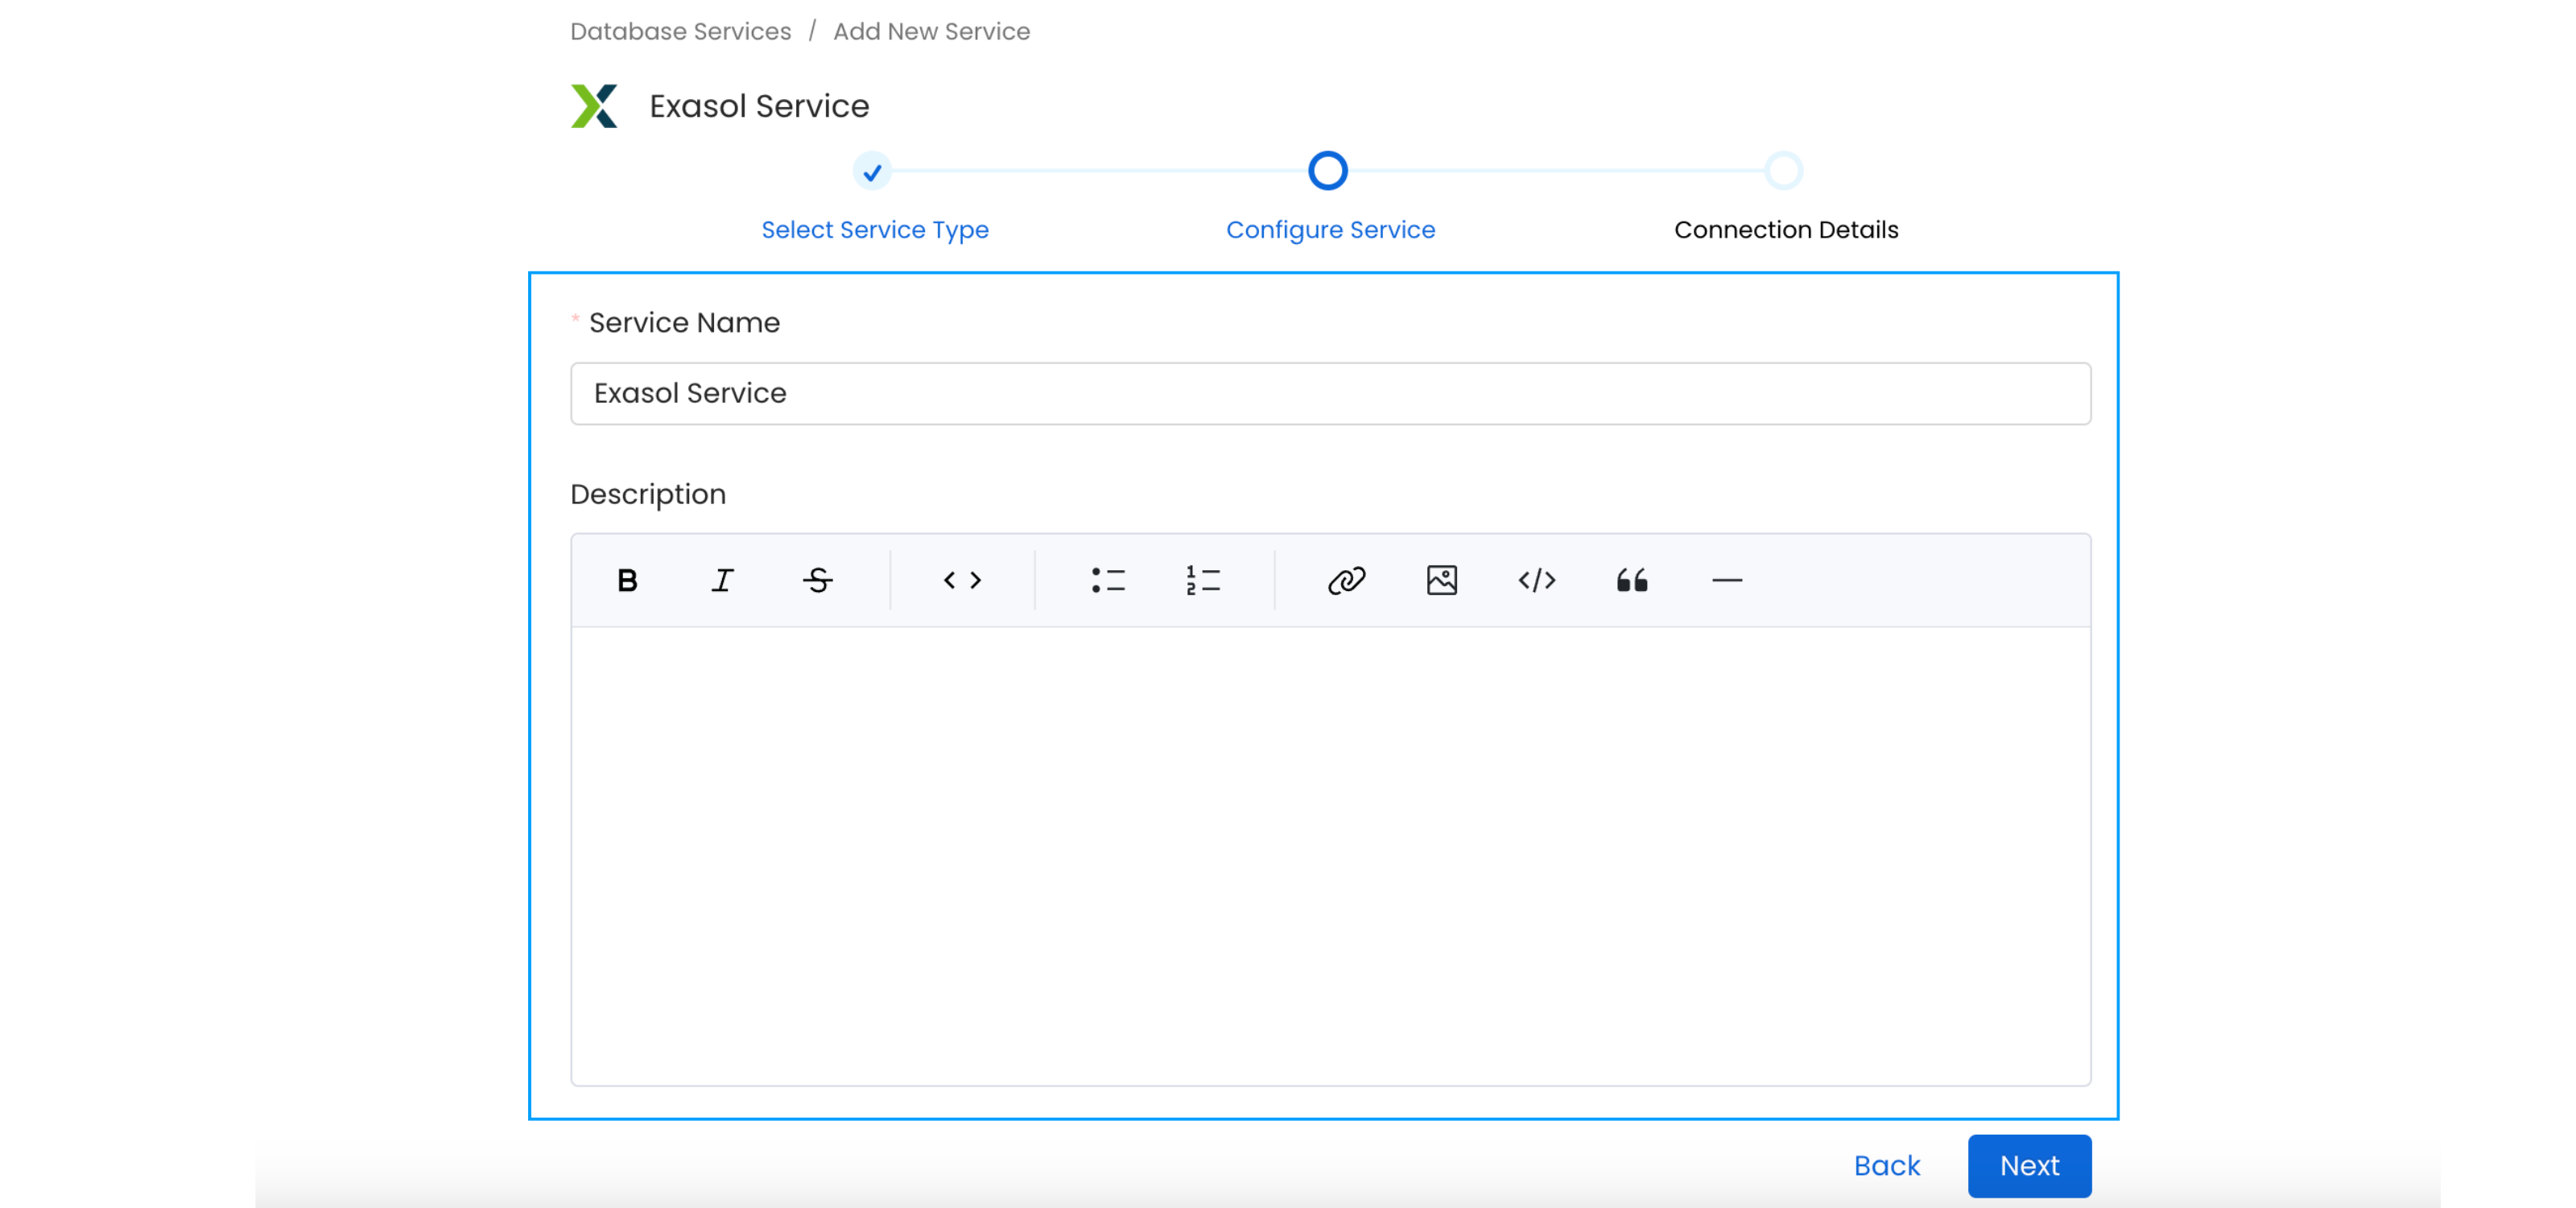 Database Services / Add New Service
Exasol Service
Select Service Type
Configure Service
Connection Details
* Service Name
Exasol Service
Description
Back
Next